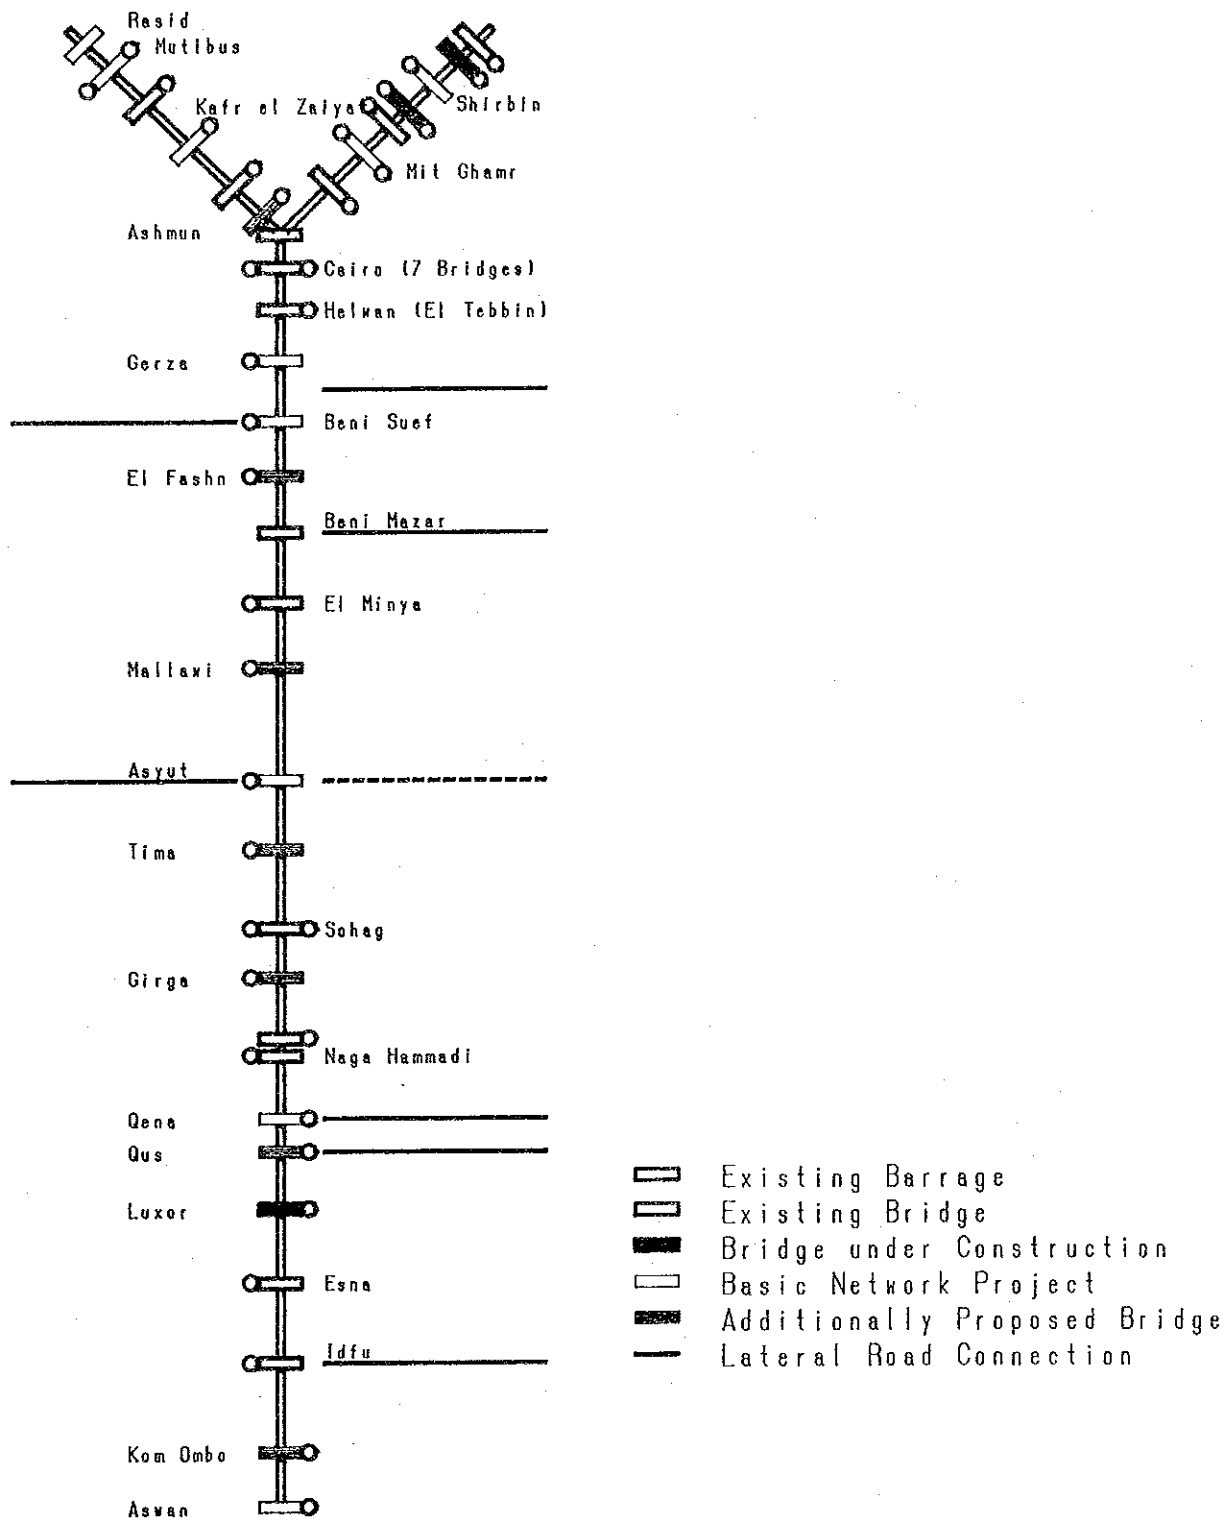 Rasid
Mutibus
Kafr el Zaiyat
Shirbin
Mit Ghamr
Ashmun
Cairo (7 Bridges)
Helwan (El Tebbin)
Gerza
Beni Suef
El Fashn
Beni Mazar
El Minya
Mallawi
Asyut
Tima
Sohag
Girga
Naga Hammadi
Qena
Qus
Luxor
Esna
Idfu
Kom Ombo
Aswan
Existing Barrage
Existing Bridge
Bridge under Construction
Basic Network Project
Additionally Proposed Bridge
Lateral Road Connection